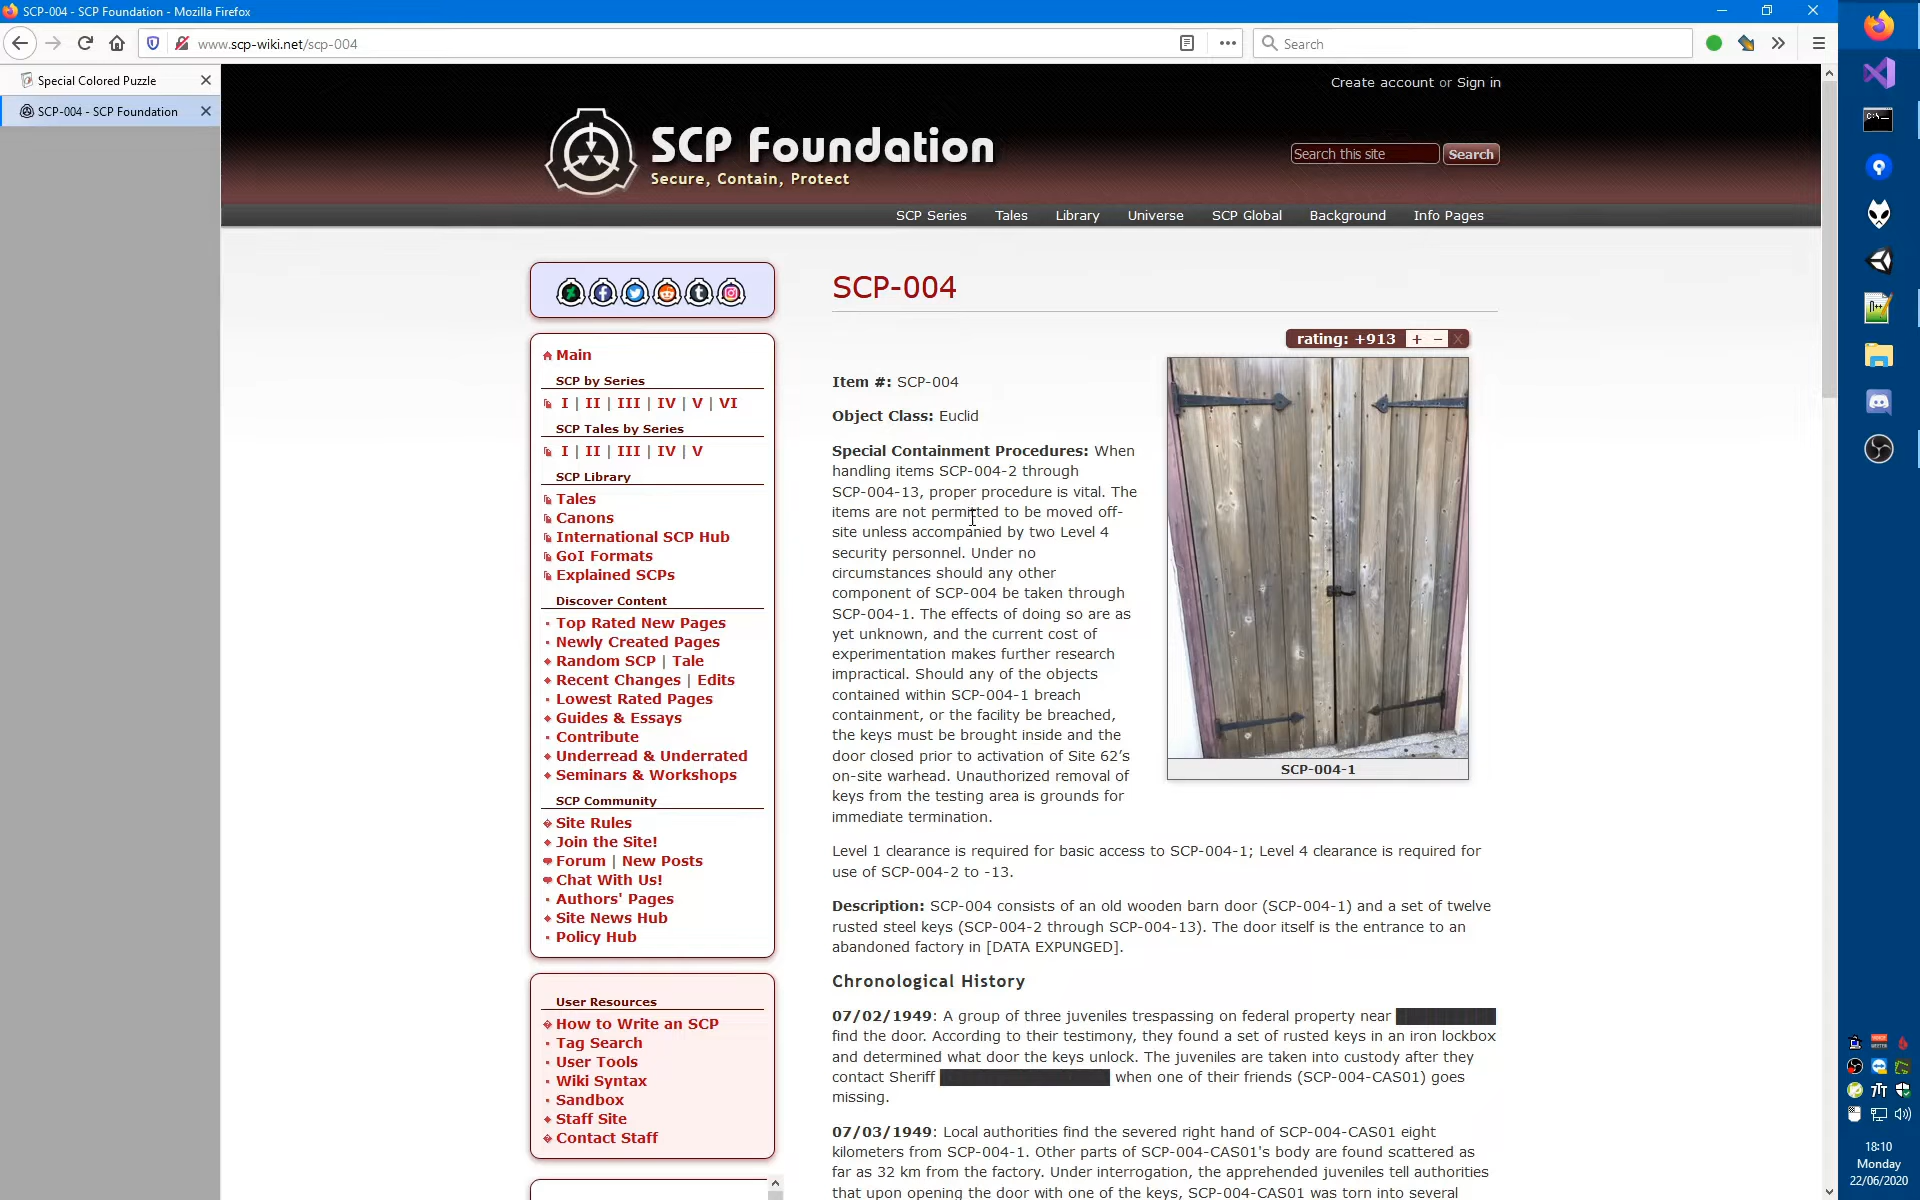 SCP-004 - SCP Foundation - Mozilla Firefox
www.scp-wiki.net/scp-004
Search
Special Colored Puzzle
SCP-004 - SCP Foundation
Create account or Sign in
SCP Foundation
Secure, Contain, Protect
Search this site
Search
SCP Series Tales Library Universe SCP Global Background Info Pages
Main
SCP by Series
I | II | III | IV | V | VI
SCP Tales by Series
I | II | III | IV | V
SCP Library
Tales
Canons
International SCP Hub
GoI Formats
Explained SCPs
Discover Content
Top Rated New Pages
Newly Created Pages
Random SCP | Tale
Recent Changes | Edits
Lowest Rated Pages
Guides & Essays
Contribute
Underread & Underrated
Seminars & Workshops
SCP Community
Site Rules
Join the Site!
Forum | New Posts
Chat With Us!
Authors' Pages
Site News Hub
Policy Hub
User Resources
How to Write an SCP
Tag Search
User Tools
Wiki Syntax
Sandbox
Staff Site
Contact Staff
SCP-004
rating: +913 + − X
Item #: SCP-004
Object Class: Euclid
Special Containment Procedures: When
handling items SCP-004-2 through
SCP-004-13, proper procedure is vital. The
items are not permitted to be moved off-
site unless accompanied by two Level 4
security personnel. Under no
circumstances should any other
component of SCP-004 be taken through
SCP-004-1. The effects of doing so are as
yet unknown, and the current cost of
experimentation makes further research
impractical. Should any of the objects
contained within SCP-004-1 breach
containment, or the facility be breached,
the keys must be brought inside and the
door closed prior to activation of Site 62’s
on-site warhead. Unauthorized removal of
keys from the testing area is grounds for
immediate termination.
SCP-004-1
Level 1 clearance is required for basic access to SCP-004-1; Level 4 clearance is required for
use of SCP-004-2 to -13.
Description: SCP-004 consists of an old wooden barn door (SCP-004-1) and a set of twelve
rusted steel keys (SCP-004-2 through SCP-004-13). The door itself is the entrance to an
abandoned factory in [DATA EXPUNGED].
Chronological History
07/02/1949: A group of three juveniles trespassing on federal property near ██████████
find the door. According to their testimony, they found a set of rusted keys in an iron lockbox
and determined what door the keys unlock. The juveniles are taken into custody after they
contact Sheriff █████████████████ when one of their friends (SCP-004-CAS01) goes
missing.
07/03/1949: Local authorities find the severed right hand of SCP-004-CAS01 eight
kilometers from SCP-004-1. Other parts of SCP-004-CAS01's body are found scattered as
far as 32 km from the factory. Under interrogation, the apprehended juveniles tell authorities
that upon opening the door with one of the keys, SCP-004-CAS01 was torn into several
18:10
Monday
22/06/2020